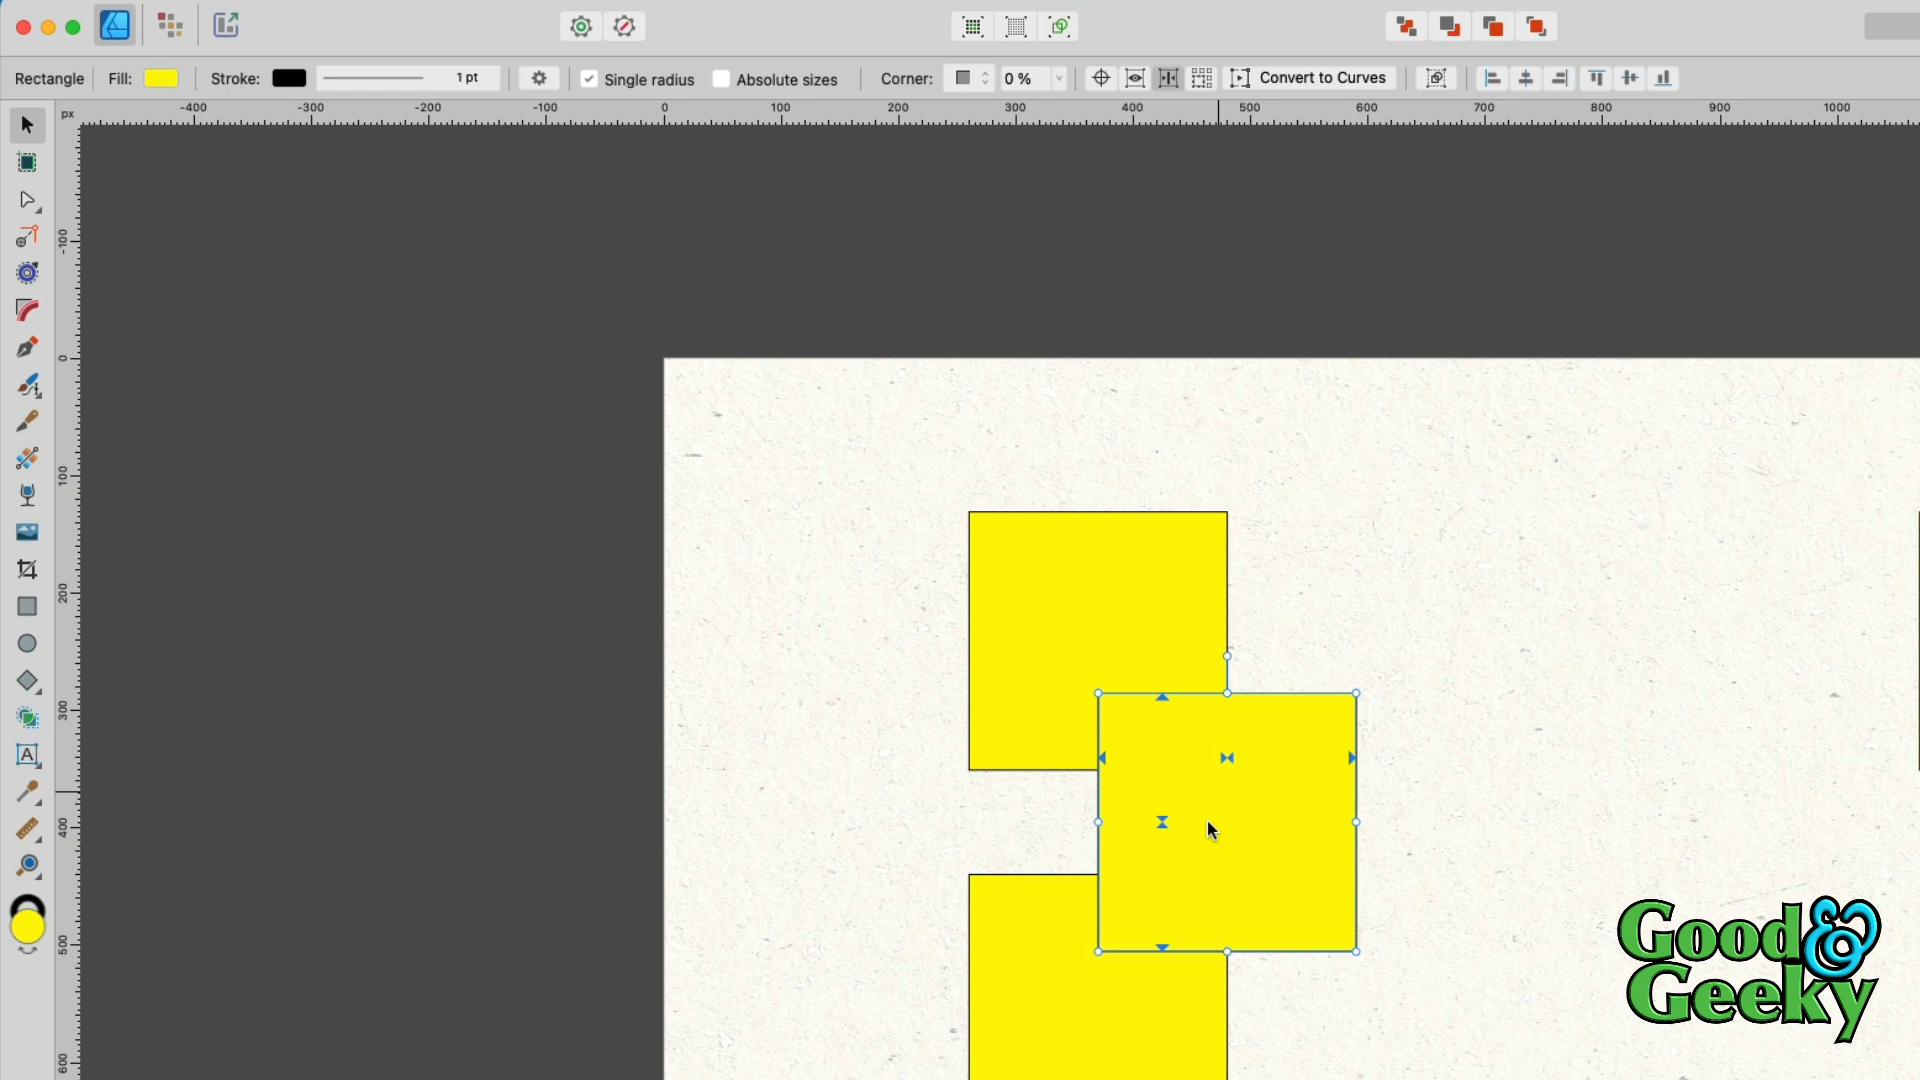 Rectangle Fill: Stroke: 1 pt Single radius Absolute sizes Corner: 0 % Convert to Curves
px -400 -300 -200 -100 0 100 200 300 400 500 600 700 800 900 1000
-100
0
100
200
300
400
500
600
A
Good &
Geeky